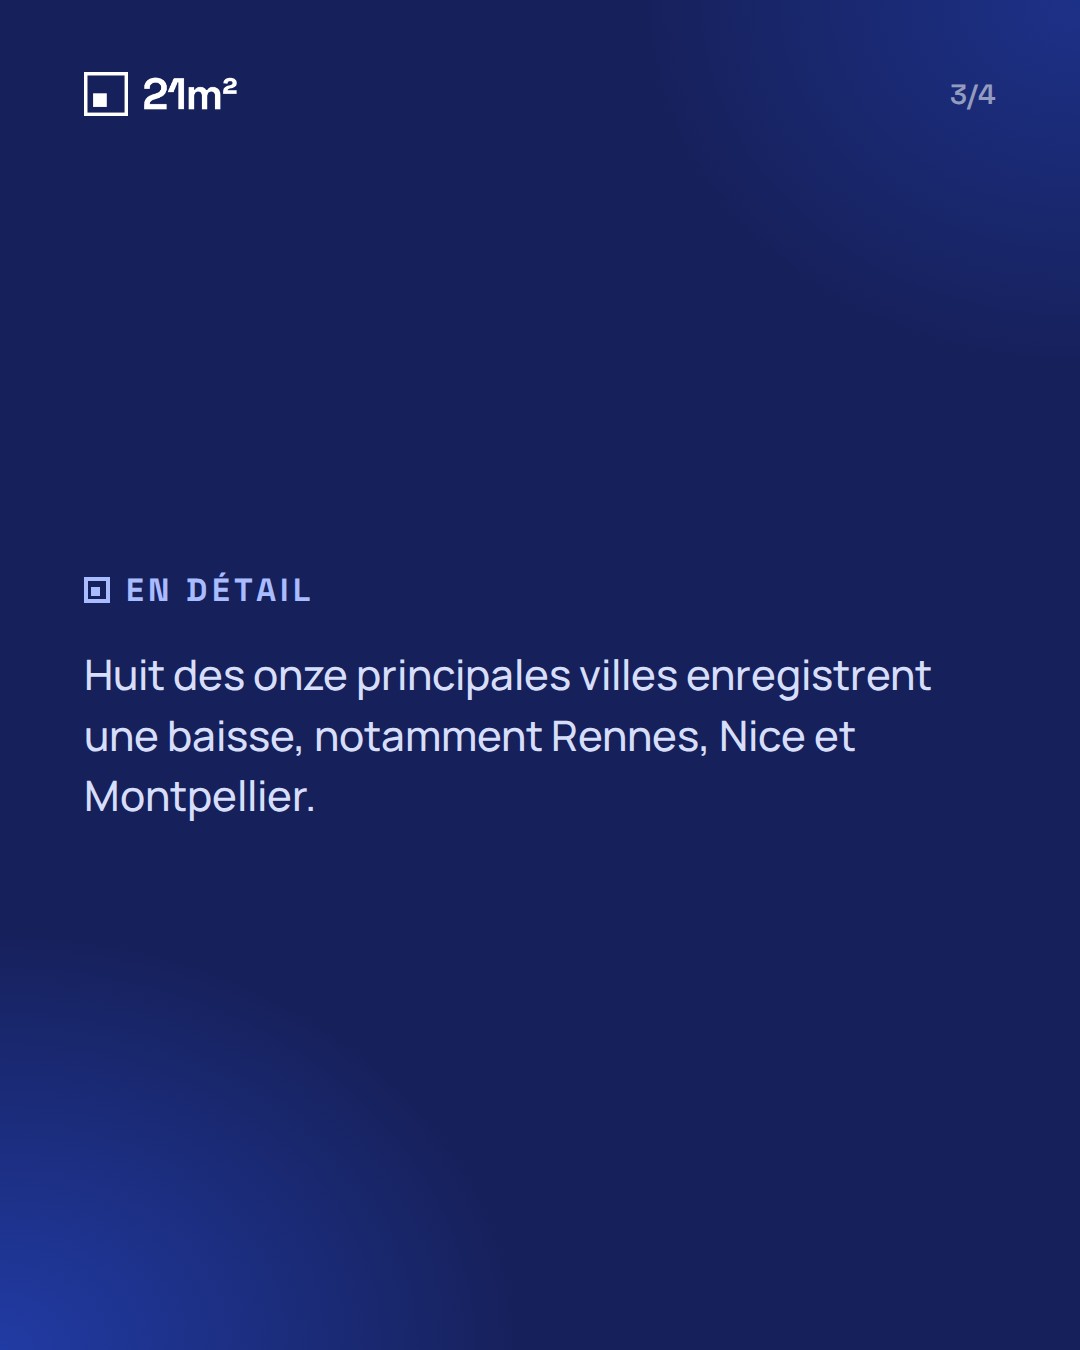 21m²
3/4
EN DÉTAIL
Huit des onze principales villes enregistrent
une baisse, notamment Rennes, Nice et
Montpellier.